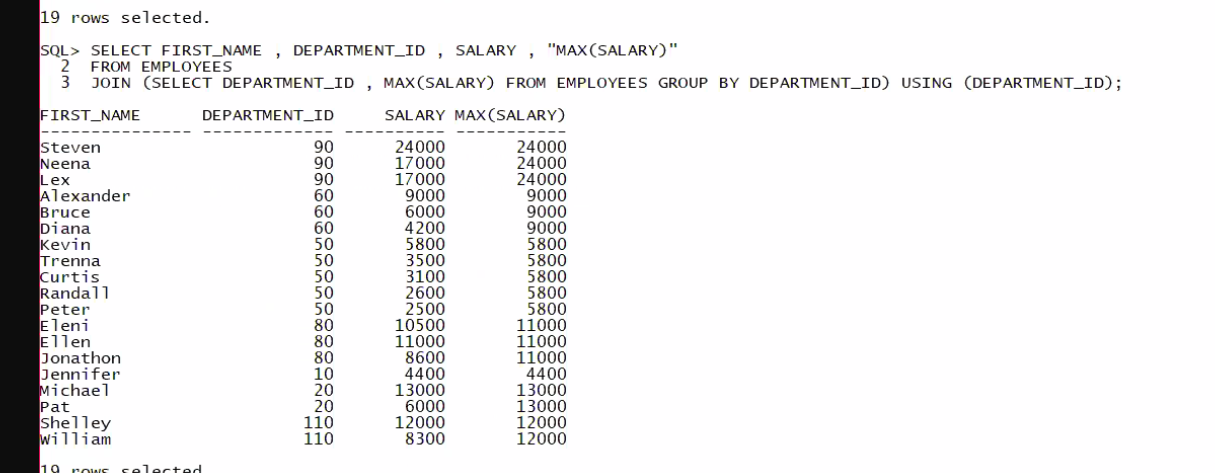 19 rows selected.
SQL> SELECT FIRST_NAME , DEPARTMENT_ID , SALARY , "MAX(SALARY)"
2 FROM EMPLOYEES
3 JOIN (SELECT DEPARTMENT_ID , MAX(SALARY) FROM EMPLOYEES GROUP BY DEPARTMENT_ID) USING (DEPARTMENT_ID);
FIRST_NAME DEPARTMENT_ID SALARY MAX(SALARY)
--------------- ------------- ---------- -----------
Steven 90 24000 24000
Neena 90 17000 24000
Lex 90 17000 24000
Alexander 60 9000 9000
Bruce 60 6000 9000
Diana 60 4200 9000
Kevin 50 5800 5800
Trenna 50 3500 5800
Curtis 50 3100 5800
Randall 50 2600 5800
Peter 50 2500 5800
Eleni 80 10500 11000
Ellen 80 11000 11000
Jonathon 80 8600 11000
Jennifer 10 4400 4400
Michael 20 13000 13000
Pat 20 6000 13000
Shelley 110 12000 12000
William 110 8300 12000
19 rows selected.